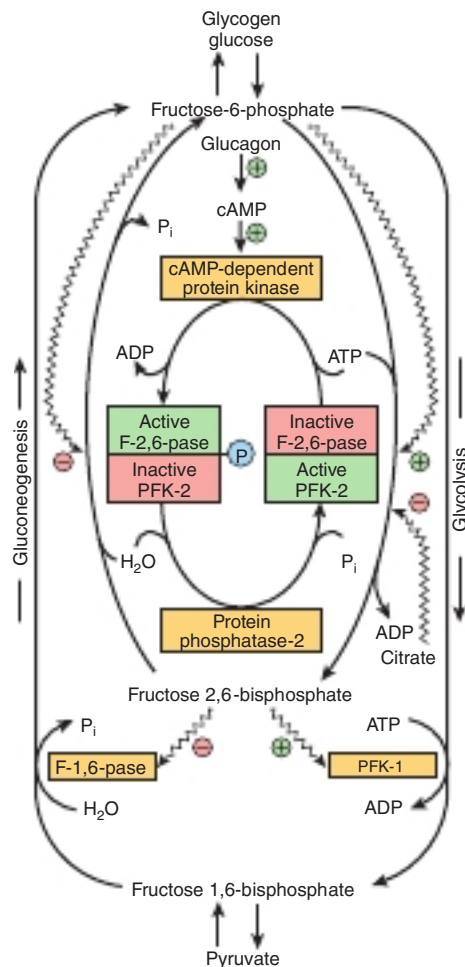 Glycogen
glucose
Fructose-6-phosphate
Glucagon
+
cAMP
+
Pi
cAMP-dependent
protein kinase
ADP
ATP
Active
F-2,6-pase
Inactive
PFK-2
P
Inactive
F-2,6-pase
Active
PFK-2
−
+
−
Gluconeogenesis
Glycolysis
H2O
Pi
Protein
phosphatase-2
ADP
Citrate
Fructose 2,6-bisphosphate
Pi
−
+
ATP
F-1,6-pase
PFK-1
H2O
ADP
Fructose 1,6-bisphosphate
Pyruvate